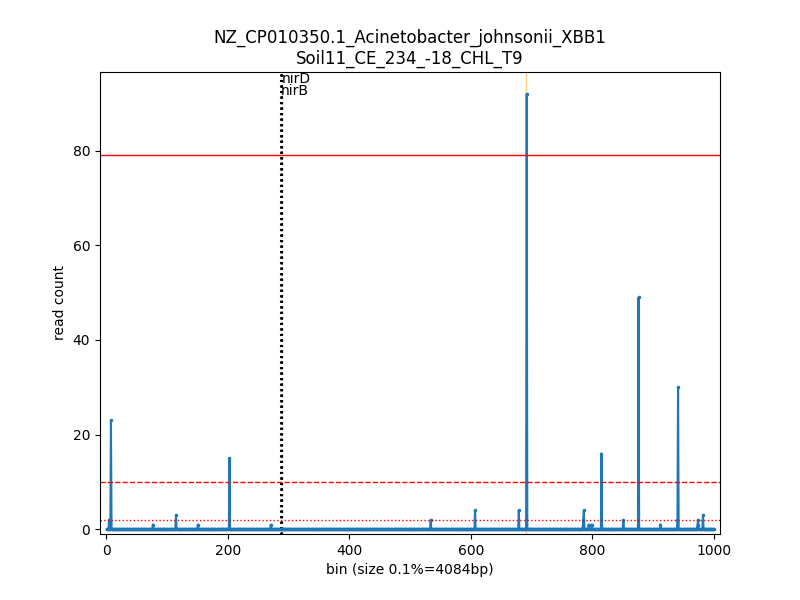 NZ_CP010350.1_Acinetobacter_johnsonii_XBB1
Soil11_CE_234_-18_CHL_T9
nirD
nirB
80
60
40
20
0
read count
0 200 400 600 800 1000
bin (size 0.1%=4084bp)